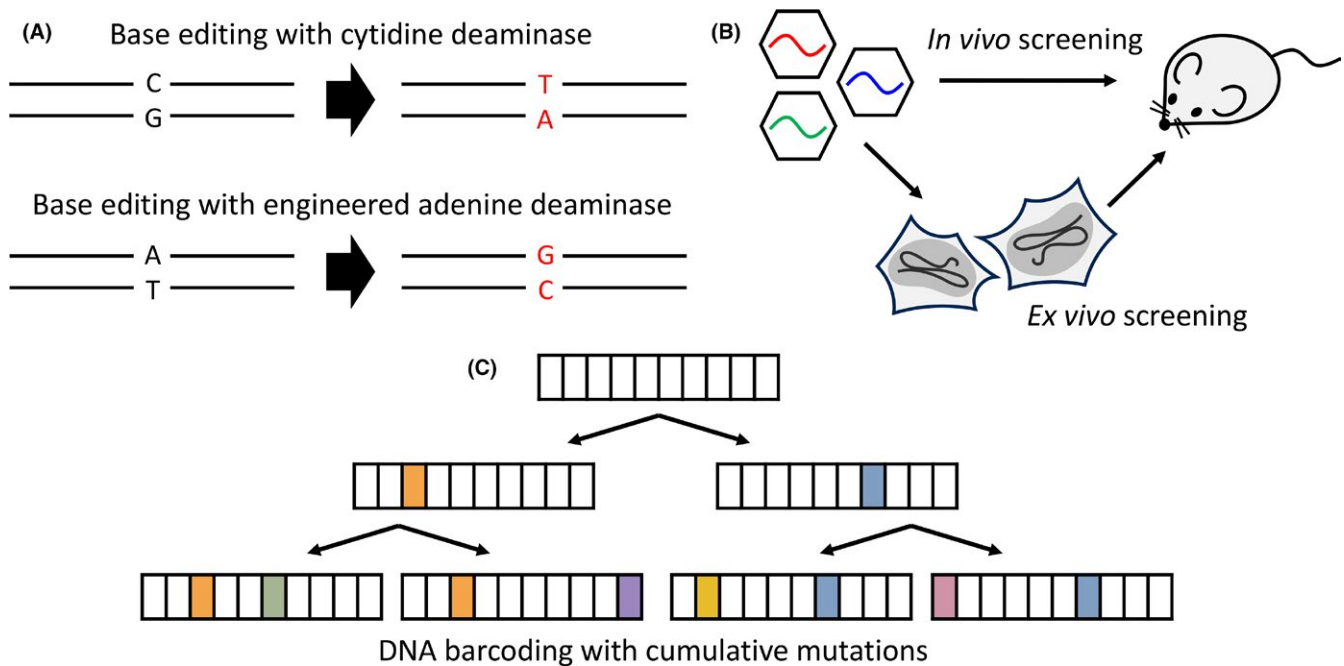 (A)
Base editing with cytidine deaminase
C T
G A
Base editing with engineered adenine deaminase
A G
T C
(B)
In vivo screening
Ex vivo screening
(C)
DNA barcoding with cumulative mutations